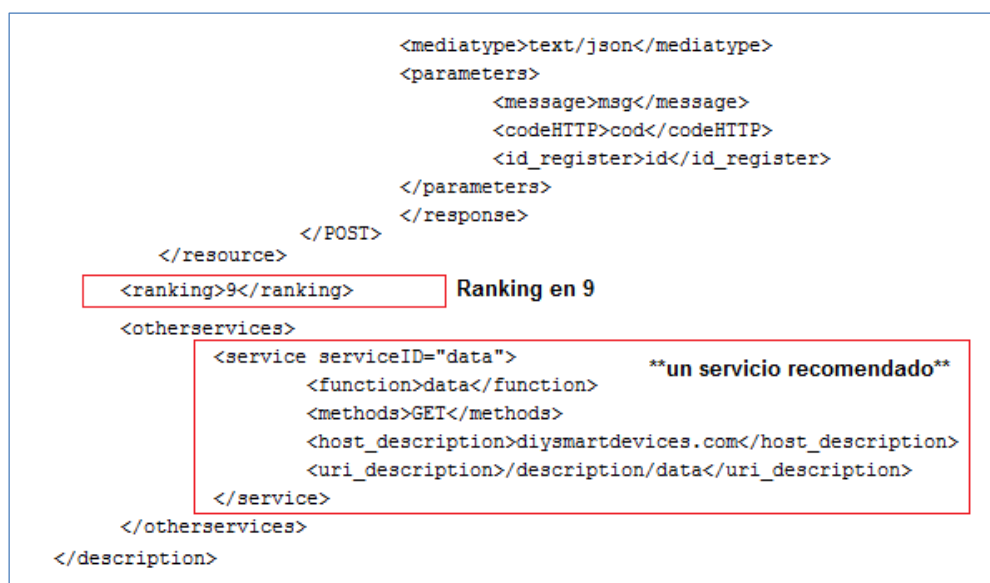 <mediatype>text/json</mediatype>
<parameters>
<message>msg</message>
<codeHTTP>cod</codeHTTP>
<id_register>id</id_register>
</parameters>
</response>
</POST>
</resource>
<ranking>9</ranking> Ranking en 9
<otherservices>
<service serviceID="data"> **un servicio recomendado**
<function>data</function>
<methods>GET</methods>
<host_description>diysmartdevices.com</host_description>
<uri_description>/description/data</uri_description>
</service>
</otherservices>
</description>